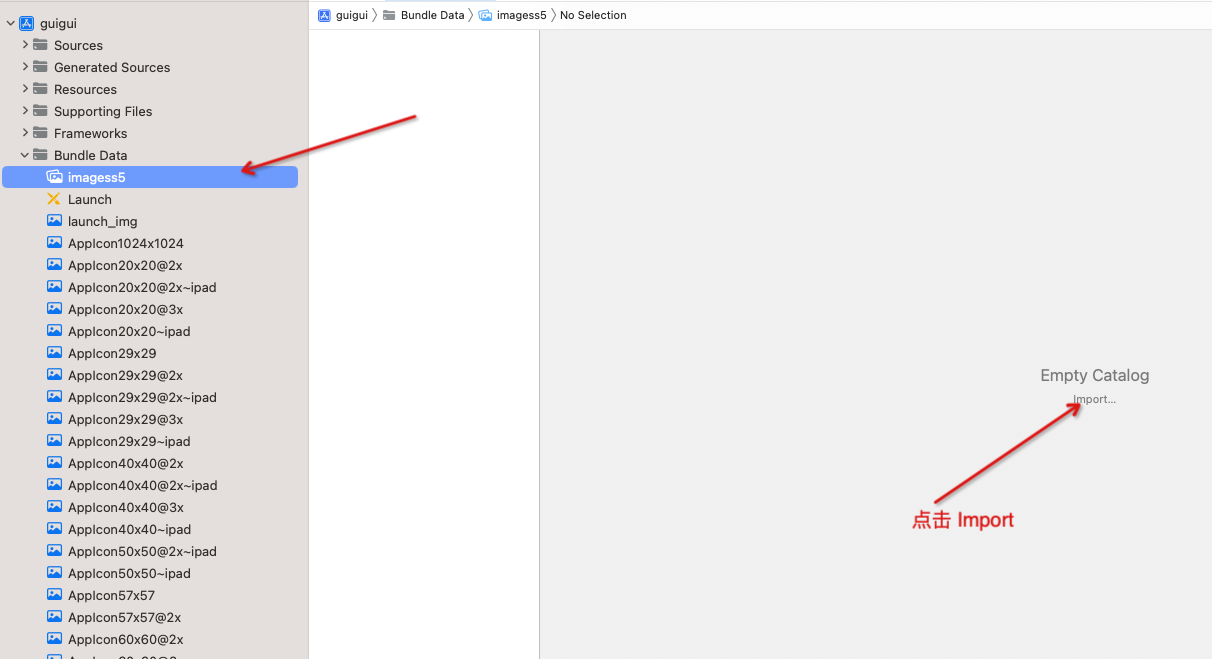 guigui
Sources
Generated Sources
Resources
Supporting Files
Frameworks
Bundle Data
imagess5
Launch
launch_img
AppIcon1024x1024
AppIcon20x20@2x
AppIcon20x20@2x~ipad
AppIcon20x20@3x
AppIcon20x20~ipad
AppIcon29x29
AppIcon29x29@2x
AppIcon29x29@2x~ipad
AppIcon29x29@3x
AppIcon29x29~ipad
AppIcon40x40@2x
AppIcon40x40@2x~ipad
AppIcon40x40@3x
AppIcon40x40~ipad
AppIcon50x50@2x~ipad
AppIcon50x50~ipad
AppIcon57x57
AppIcon57x57@2x
AppIcon60x60@2x
guigui Bundle Data imagess5 No Selection
Empty Catalog
Import...
点击 Import